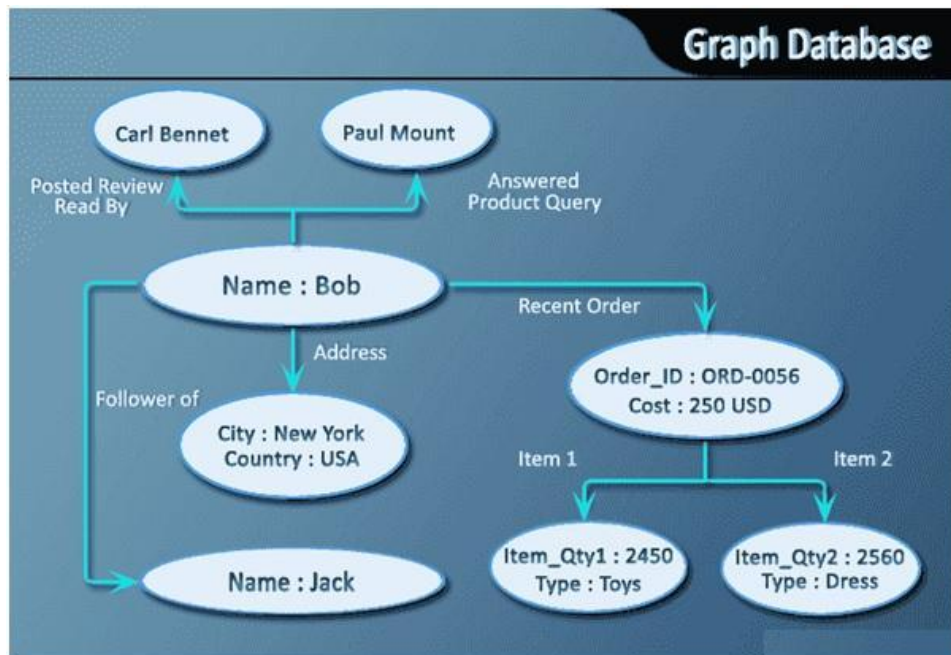 Graph Database
Carl Bennet
Paul Mount
Posted Review
Read By
Answered
Product Query
Name : Bob
Recent Order
Address
Order_ID : ORD-0056
Cost : 250 USD
Follower of
City : New York
Country : USA
Item 1
Item 2
Item_Qty1 : 2450
Type : Toys
Item_Qty2 : 2560
Type : Dress
Name : Jack